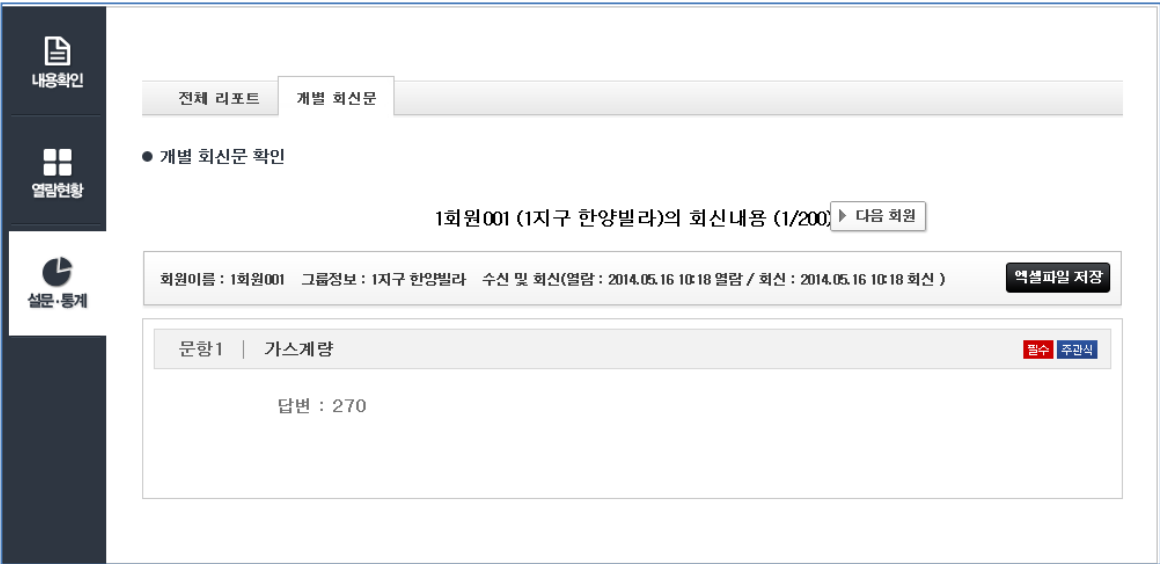 내용확인
열람현황
설문·통계
전체 리포트
개별 회신문
● 개별 회신문 확인
1회원001 (1지구 한양빌라)의 회신내용 (1/200)
다음 회원
회원이름 : 1회원001 그룹정보 : 1지구 한양빌라 수신 및 회신(열람 : 2014.05.16 10:18 열람 / 회신 : 2014.05.16 10:18 회신 )
엑셀파일 저장
문항1 | 가스계량
필수 주관식
답변 : 270